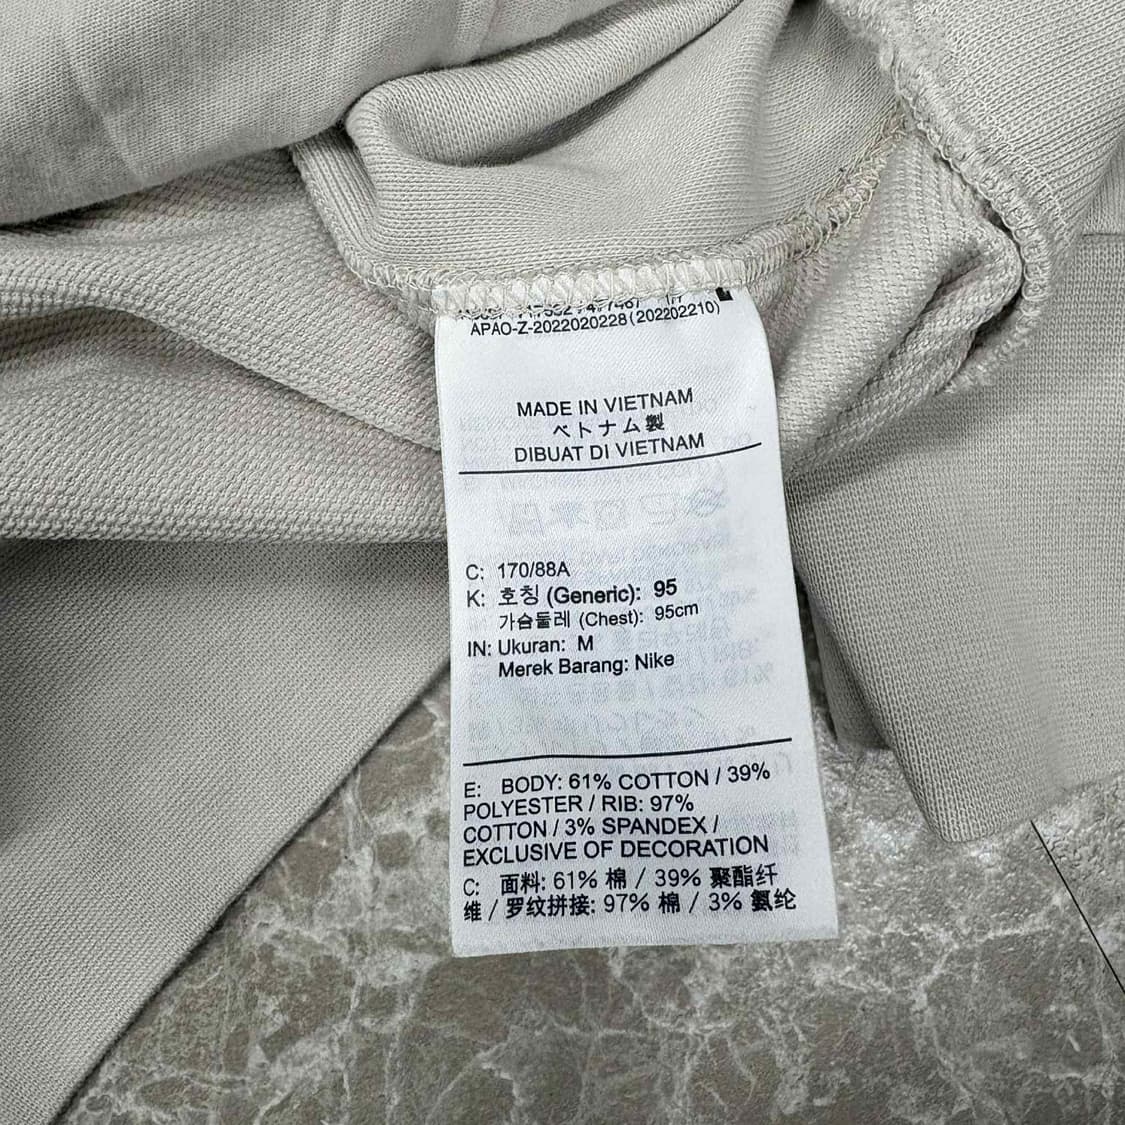 APAO-Z-2022020228(202202210)
MADE IN VIETNAM
ベトナム製
DIBUAT DI VIETNAM
C: 170/88A
K: 호칭 (Generic): 95
가슴둘레 (Chest): 95cm
IN: Ukuran: M
Merek Barang: Nike
E: BODY: 61% COTTON / 39%
POLYESTER / RIB: 97%
COTTON / 3% SPANDEX /
EXCLUSIVE OF DECORATION
C: 面料: 61% 棉 / 39% 聚酯纤
维 / 罗纹拼接: 97% 棉 / 3% 氨纶